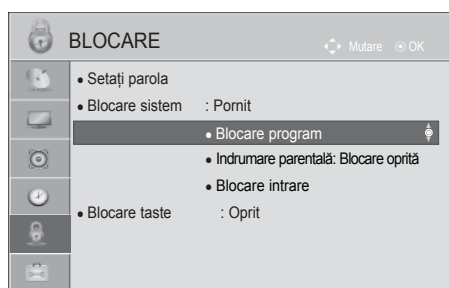 BLOCARE
Mutare OK
• Setați parola
• Blocare sistem : Pornit
• Blocare program
• Indrumare parentală: Blocare oprită
• Blocare intrare
• Blocare taste : Oprit